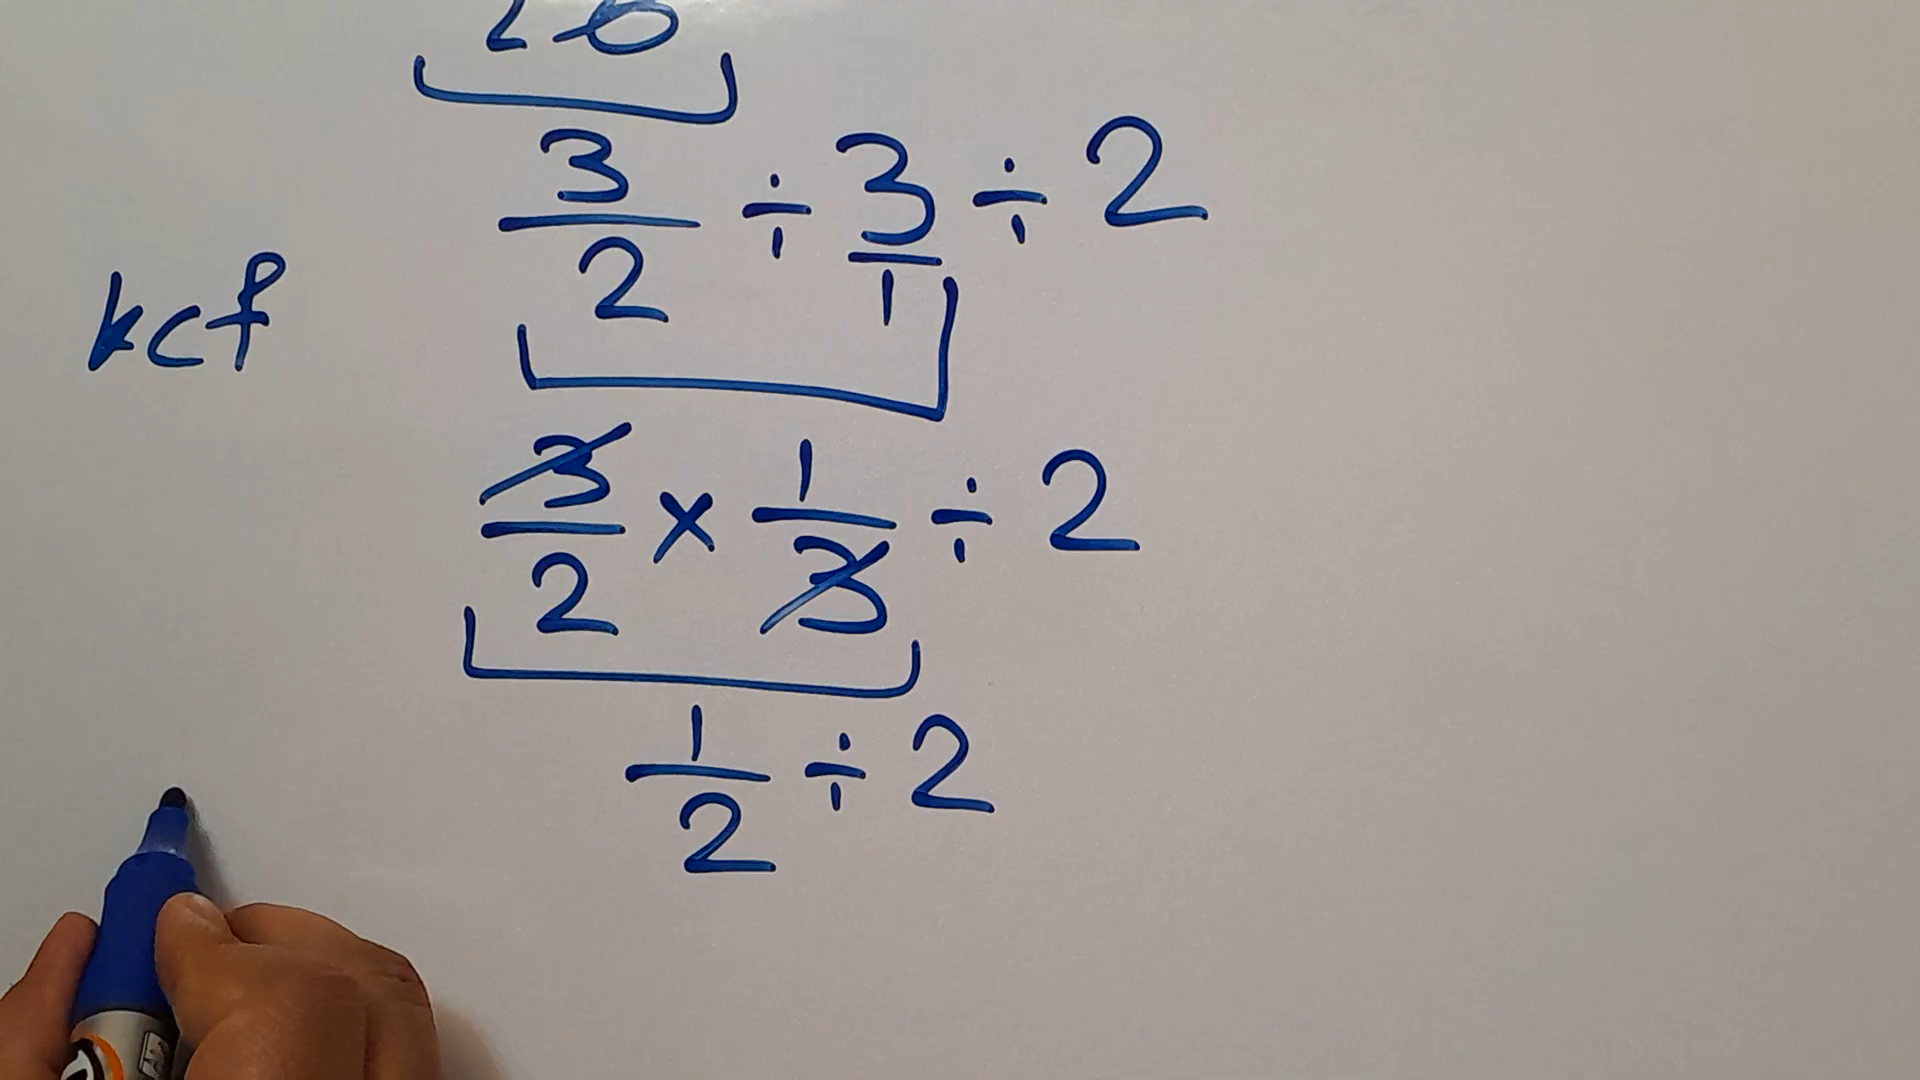 3/2 ÷ 3/1 ÷ 2
kcf
3/2 × 1/3 ÷ 2
1/2 ÷ 2